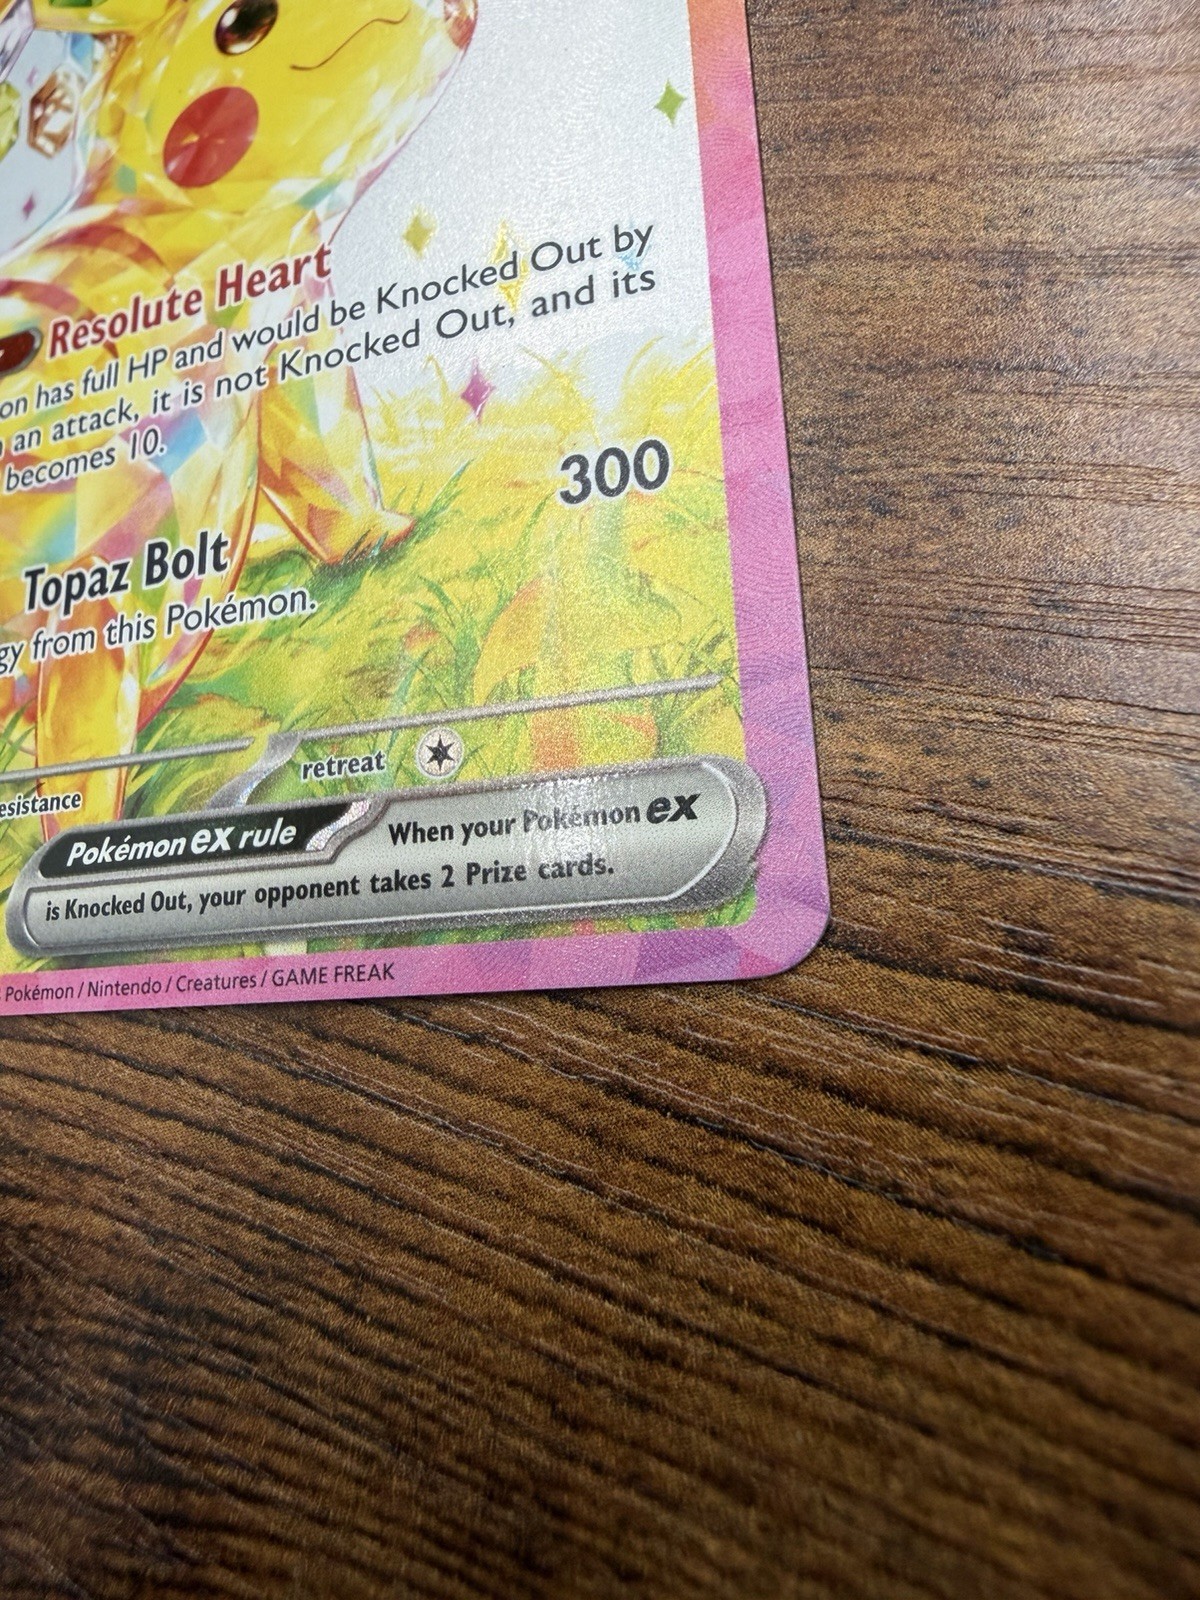 Resolute Heart
on has full HP and would be Knocked Out by
an attack, it is not Knocked Out, and its
becomes 10.
Topaz Bolt 300
gy from this Pokémon.
esistance retreat
Pokémon ex rule When your Pokémon ex
is Knocked Out, your opponent takes 2 Prize cards.
Pokémon / Nintendo / Creatures / GAME FREAK